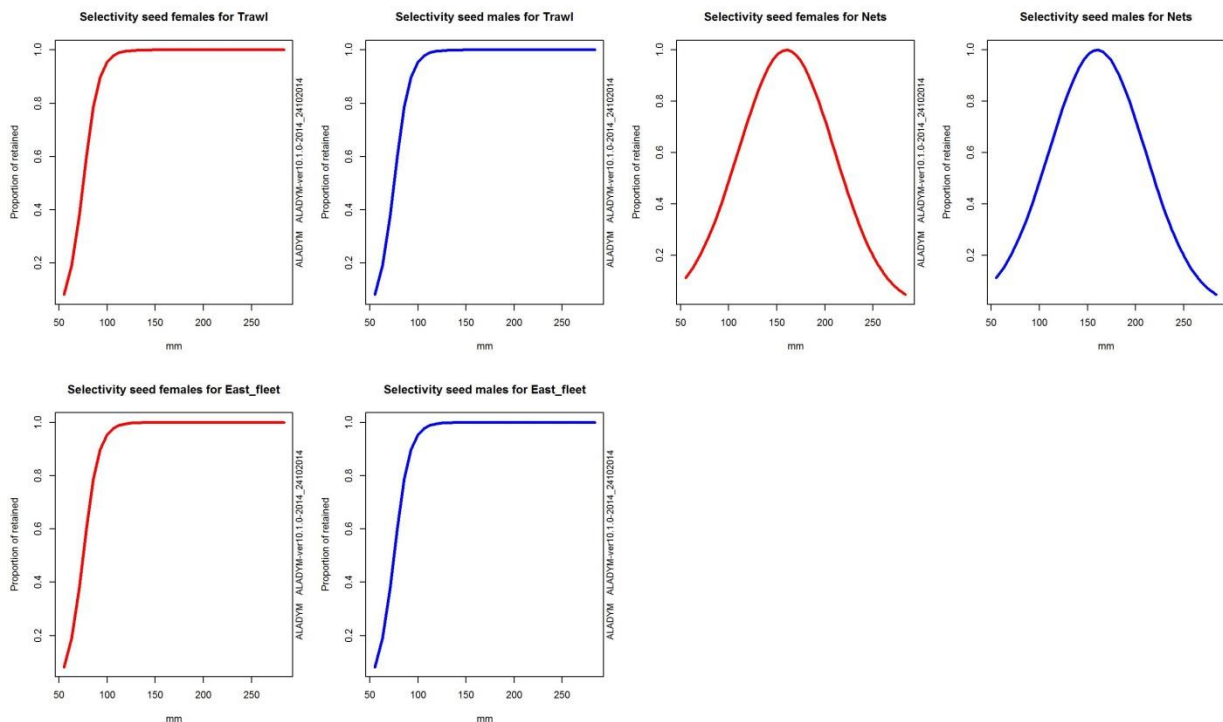 Selectivity seed females for Trawl
Proportion of retained
1.0
0.8
0.6
0.4
0.2
50 100 150 200 250
mm
ALADYM ALADYM-ver10.1.0-2014_24102014
Selectivity seed males for Trawl
Proportion of retained
1.0
0.8
0.6
0.4
0.2
50 100 150 200 250
mm
ALADYM ALADYM-ver10.1.0-2014_24102014
Selectivity seed females for Nets
Proportion of retained
1.0
0.8
0.6
0.4
0.2
50 100 150 200 250
mm
ALADYM ALADYM-ver10.1.0-2014_24102014
Selectivity seed males for Nets
Proportion of retained
1.0
0.8
0.6
0.4
0.2
50 100 150 200 250
mm
Selectivity seed females for East_fleet
Proportion of retained
1.0
0.8
0.6
0.4
0.2
50 100 150 200 250
mm
ALADYM ALADYM-ver10.1.0-2014_24102014
Selectivity seed males for East_fleet
Proportion of retained
1.0
0.8
0.6
0.4
0.2
50 100 150 200 250
mm
ALADYM ALADYM-ver10.1.0-2014_24102014